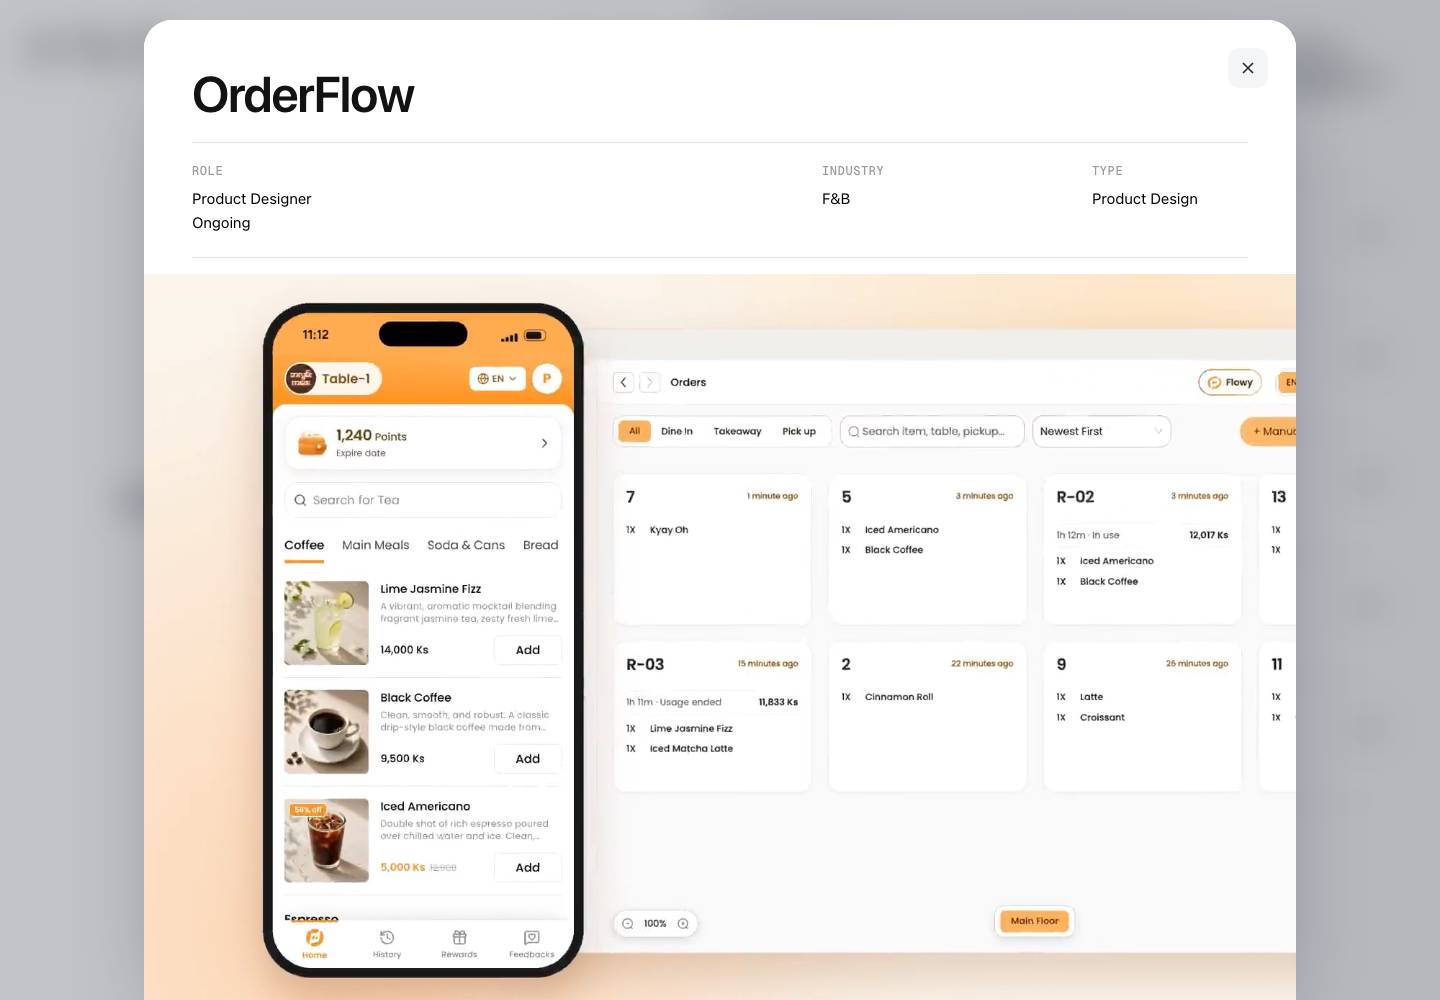 OrderFlow
ROLE
Product Designer
Ongoing
INDUSTRY
F&B
TYPE
Product Design
11:12
Table-1
EN
P
1,240 Points
Expire date
Search for Tea
Coffee Main Meals Soda & Cans Bread
Lime Jasmine Fizz
A vibrant, aromatic mocktail blending
fragrant jasmine tea, zesty fresh lime...
14,000 Ks
Add
Black Coffee
Clean, smooth, and robust. A classic
drip-style black coffee made from...
9,500 Ks
Add
50% off
Iced Americano
Double shot of rich espresso poured
over chilled water and ice. Clean,...
5,000 Ks
Add
Espresso
Home History Rewards Feedbacks
Orders
Flowy
EN
All Dine In Takeaway Pick up
Search item, table, pickup...
Newest First
+ Manua
7 1 minute ago
1X Kyay Oh
5 3 minutes ago
1X Iced Americano
1X Black Coffee
R-02 3 minutes ago
1h 12m · In use 12,017 Ks
1X Iced Americano
1X Black Coffee
13
1X
1X
R-03 15 minutes ago
1h 11m · Usage ended 11,833 Ks
1X Lime Jasmine Fizz
1X Iced Matcha Latte
2 22 minutes ago
1X Cinnamon Roll
9 26 minutes ago
1X Latte
1X Croissant
11
1X
1X
100%
Main Floor